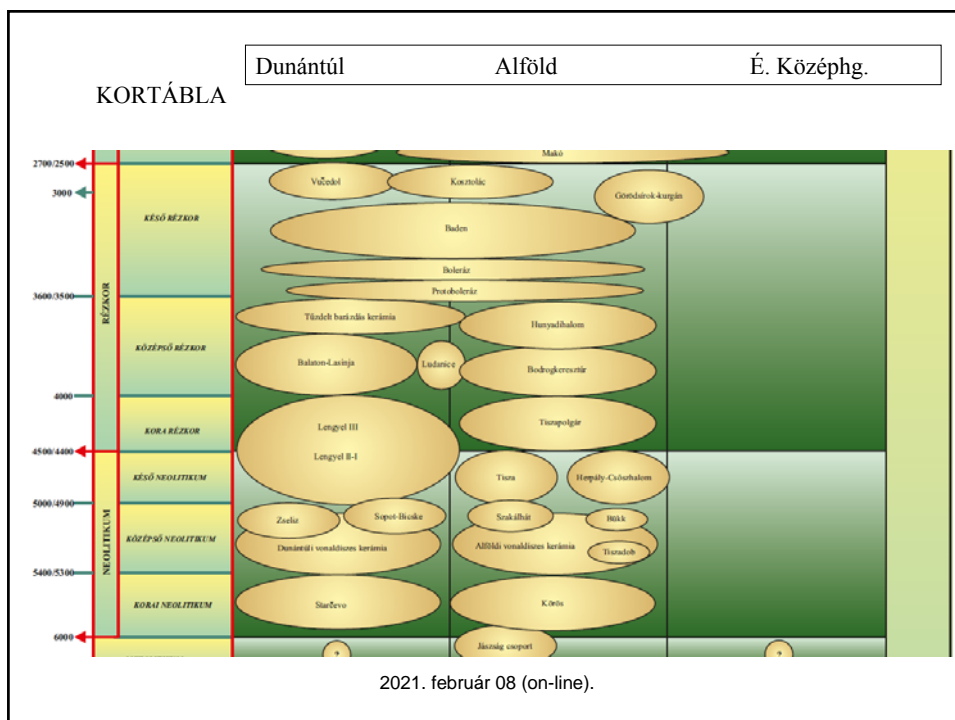 Dunántúl Alföld É. Középhg.
KORTÁBLA
Makó
2700/2500
Vučedol Kosztolác
3000
Gödörsírok-kurgán
KÉSŐ RÉZKOR
Baden
Boleráz
Protoboleráz
3600/3500
RÉZKOR
Tűzdelt barázdás kerámia
Hunyadihalom
KÖZÉPSŐ RÉZKOR
Balaton-Lasinja Ludanice Bodrogkeresztúr
4000
KORA RÉZKOR
Lengyel III Tiszapolgár
4500/4400
Lengyel II-I
KÉSŐ NEOLITIKUM
Tisza Herpály-Csőszhalom
5000/4900
Zseliz Sopot-Bicske Szakálhát Bükk
NEOLITIKUM
KÖZÉPSŐ NEOLITIKUM
Dunántúli vonaldíszes kerámia Alföldi vonaldíszes kerámia Tiszadob
5400/5300
KORAI NEOLITIKUM
Starčevo Körös
6000
Jászság csoport
? ?
2021. február 08 (on-line).